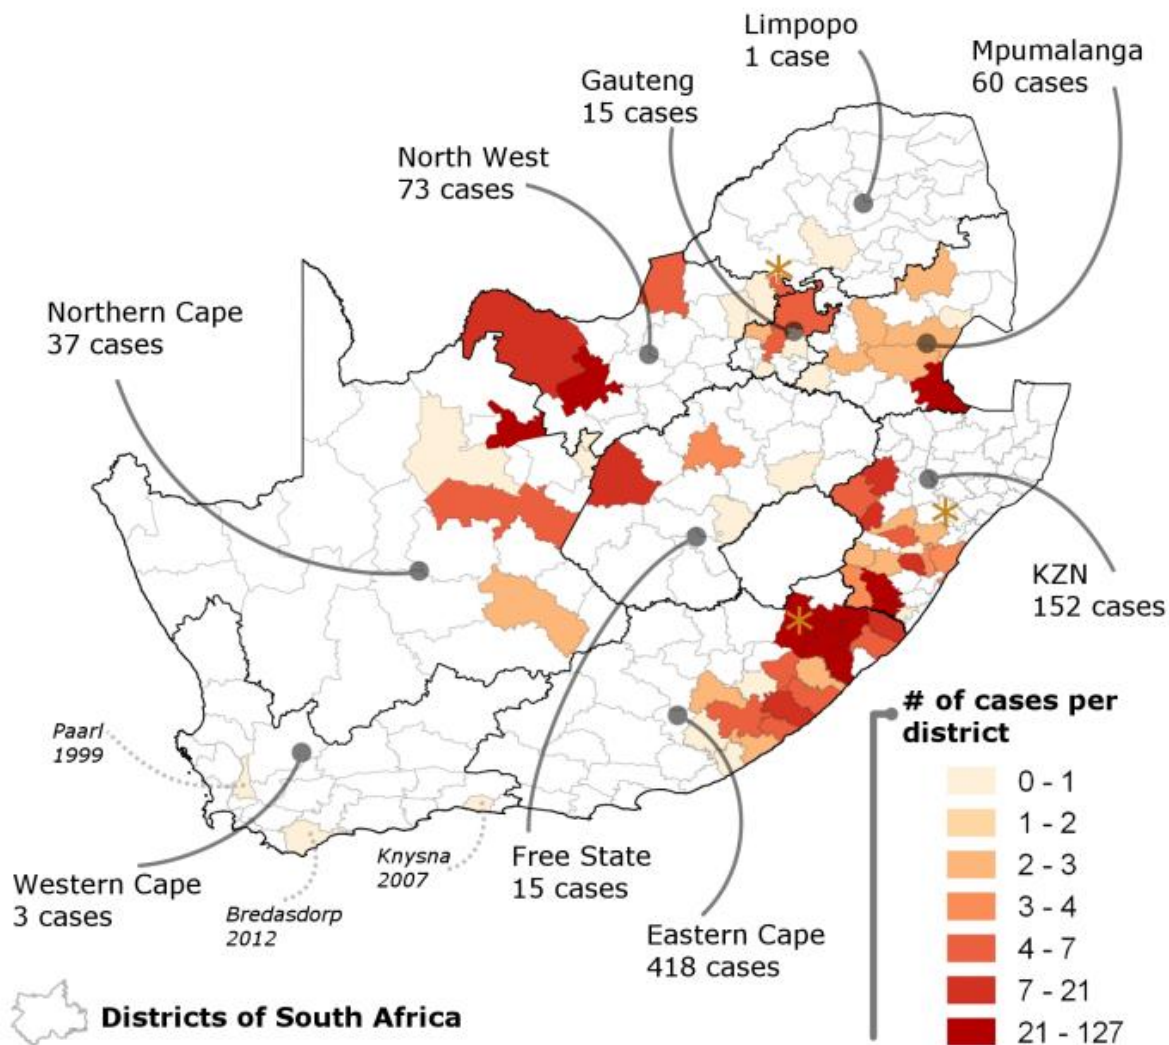 Limpopo
1 case
Mpumalanga
60 cases
Gauteng
15 cases
North West
73 cases
Northern Cape
37 cases
KZN
152 cases
Paarl
1999
Knysna
2007
Bredasdorp
2012
Western Cape
3 cases
Free State
15 cases
Eastern Cape
418 cases
# of cases per
district
0 - 1
1 - 2
2 - 3
3 - 4
4 - 7
7 - 21
21 - 127
Districts of South Africa